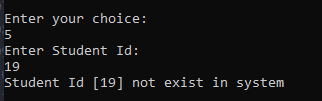 Enter your choice:
5
Enter Student Id:
19
Student Id [19] not exist in system